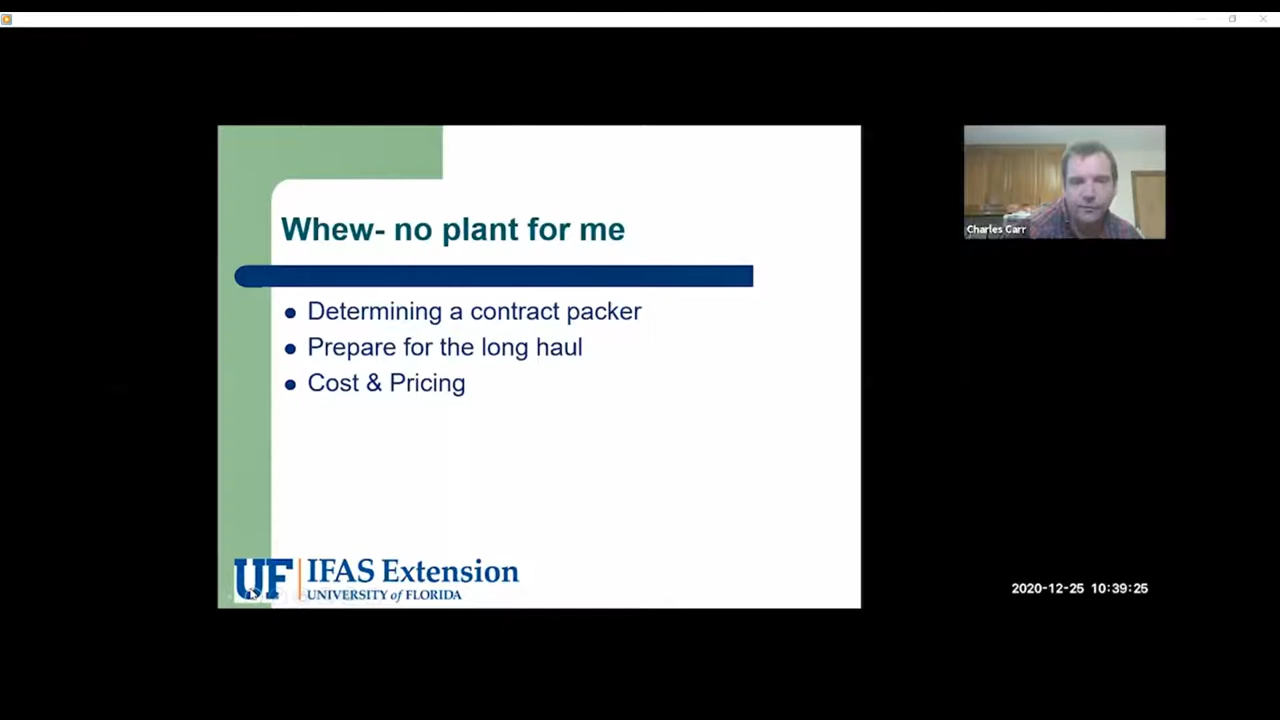 Whew- no plant for me
Determining a contract packer
Prepare for the long haul
Cost & Pricing
UF IFAS Extension
UNIVERSITY of FLORIDA
Charles Carr
2020-12-25 10:39:25